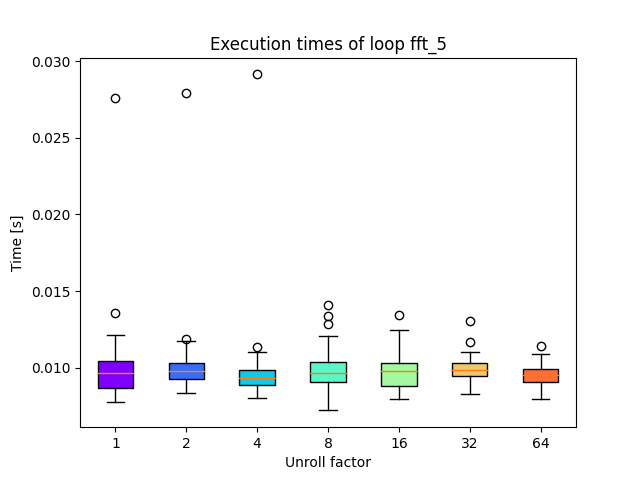 Execution times of loop fft_5
0.030
0.025
0.020
0.015
0.010
Time [s]
1 2 4 8 16 32 64
Unroll factor